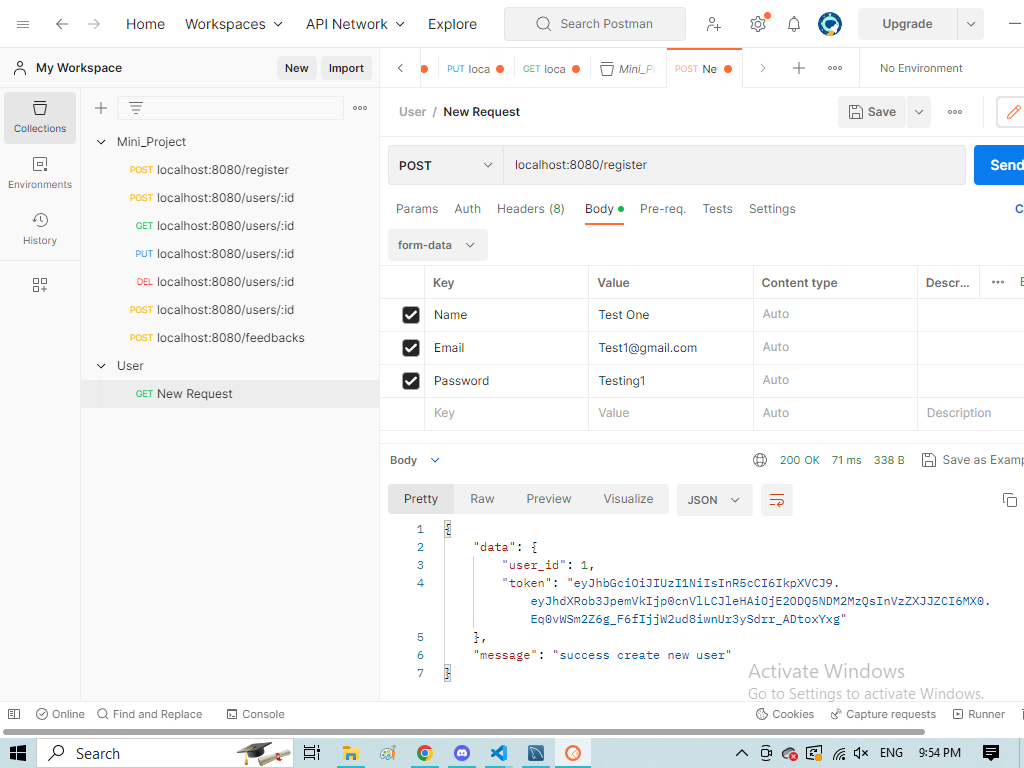 Home Workspaces API Network Explore Search Postman Upgrade
My Workspace New Import
PUT loca GET loca Mini_P POST Ne No Environment
User / New Request Save
Collections
Environments
History
Mini_Project
POST localhost:8080/register
POST localhost:8080/users/:id
GET localhost:8080/users/:id
PUT localhost:8080/users/:id
DEL localhost:8080/users/:id
POST localhost:8080/users/:id
POST localhost:8080/feedbacks
User
GET New Request
POST localhost:8080/register Send
Params Auth Headers (8) Body Pre-req. Tests Settings C
form-data
Key Value Content type Descr...
Name Test One Auto
Email Test1@gmail.com Auto
Password Testing1 Auto
Key Value Auto Description
Body 200 OK 71 ms 338 B Save as Examp
Pretty Raw Preview Visualize JSON
1 {
2 "data": {
3 "user_id": 1,
4 "token": "eyJhbGciOiJIUzI1NiIsInR5cCI6IkpXVCJ9.
eyJhdXRob3JpemVkIjp0cnVlLCJleHAiOjE2ODQ5NDM2MzQsInVzZXJJZCI6MX0.
Eq0vWSm2Z6g_F6fIjjW2ud8iwnUr3ySdrr_ADtoxYxg"
5 },
6 "message": "success create new user"
7 }
Activate Windows
Go to Settings to activate Windows.
Online Find and Replace Console Cookies Capture requests Runner
Search ENG 9:54 PM